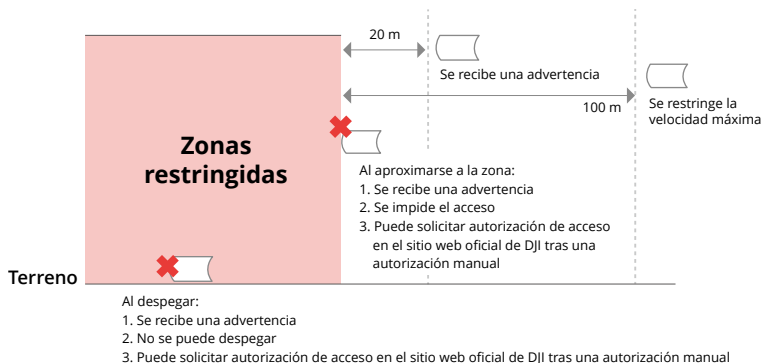 20 m
Se recibe una advertencia
100 m
Se restringe la
velocidad máxima
Zonas
restringidas
Al aproximarse a la zona:
1. Se recibe una advertencia
2. Se impide el acceso
3. Puede solicitar autorización de acceso
en el sitio web oficial de DJI tras una
autorización manual
Terreno
Al despegar:
1. Se recibe una advertencia
2. No se puede despegar
3. Puede solicitar autorización de acceso en el sitio web oficial de DJI tras una autorización manual